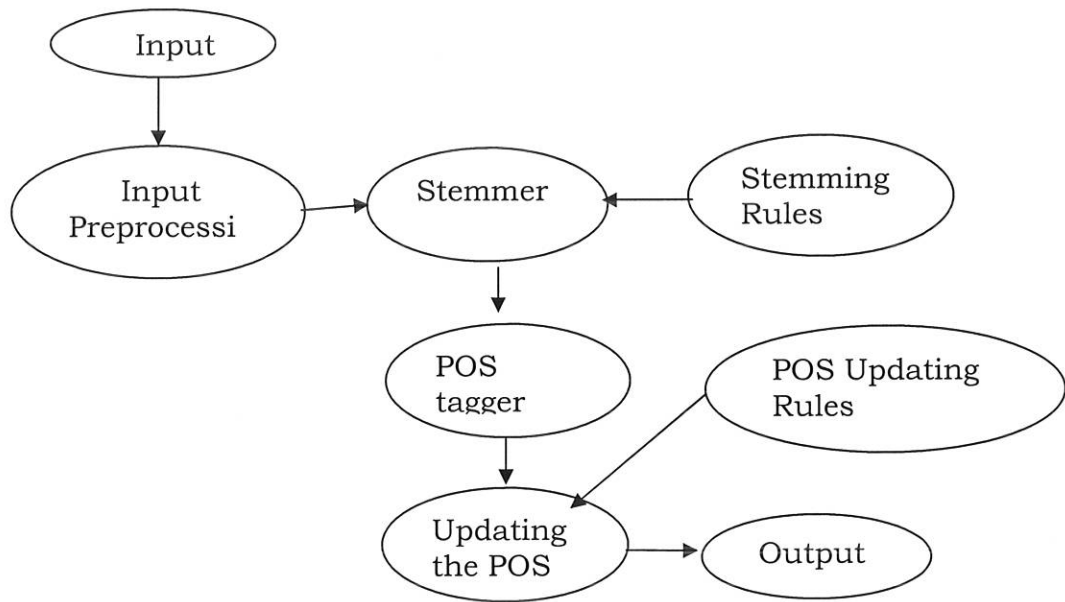 Input
Input
Preprocessi
Stemmer
Stemming
Rules
POS
tagger
POS Updating
Rules
Updating
the POS
Output